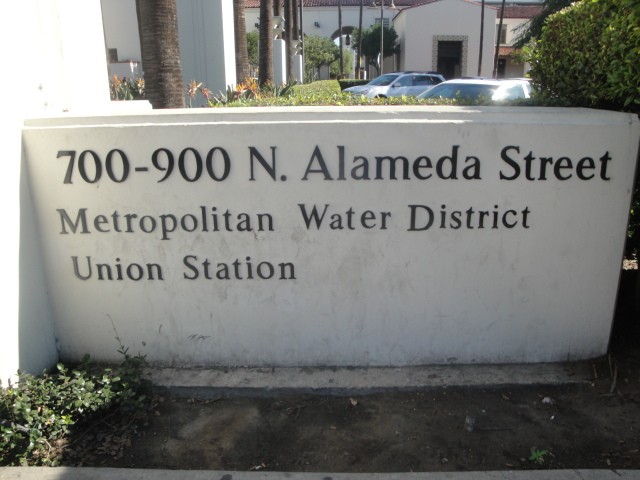 700-900 N. Alameda Street
Metropolitan Water District
Union Station